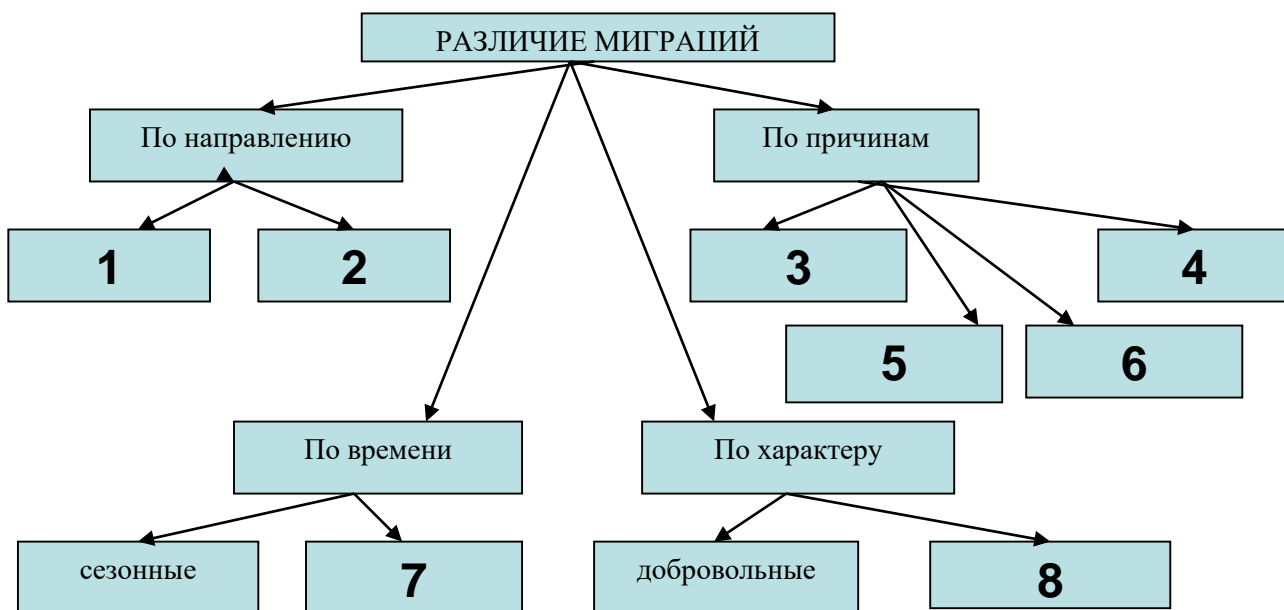 РАЗЛИЧИЕ МИГРАЦИЙ
По направлению
По причинам
1
2
3
4
5
6
По времени
По характеру
сезонные
7
добровольные
8